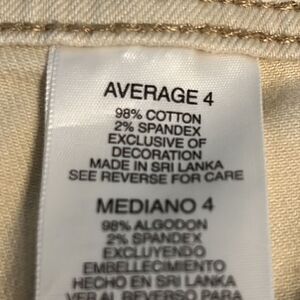 AVERAGE 4
98% COTTON
2% SPANDEX
EXCLUSIVE OF
DECORATION
MADE IN SRI LANKA
SEE REVERSE FOR CARE
MEDIANO 4
98% ALGODON
2% SPANDEX
EXCLUYENDO
EMBELLECIMIENTO
HECHO EN SRI LANKA
VER AL REVERSO PARA